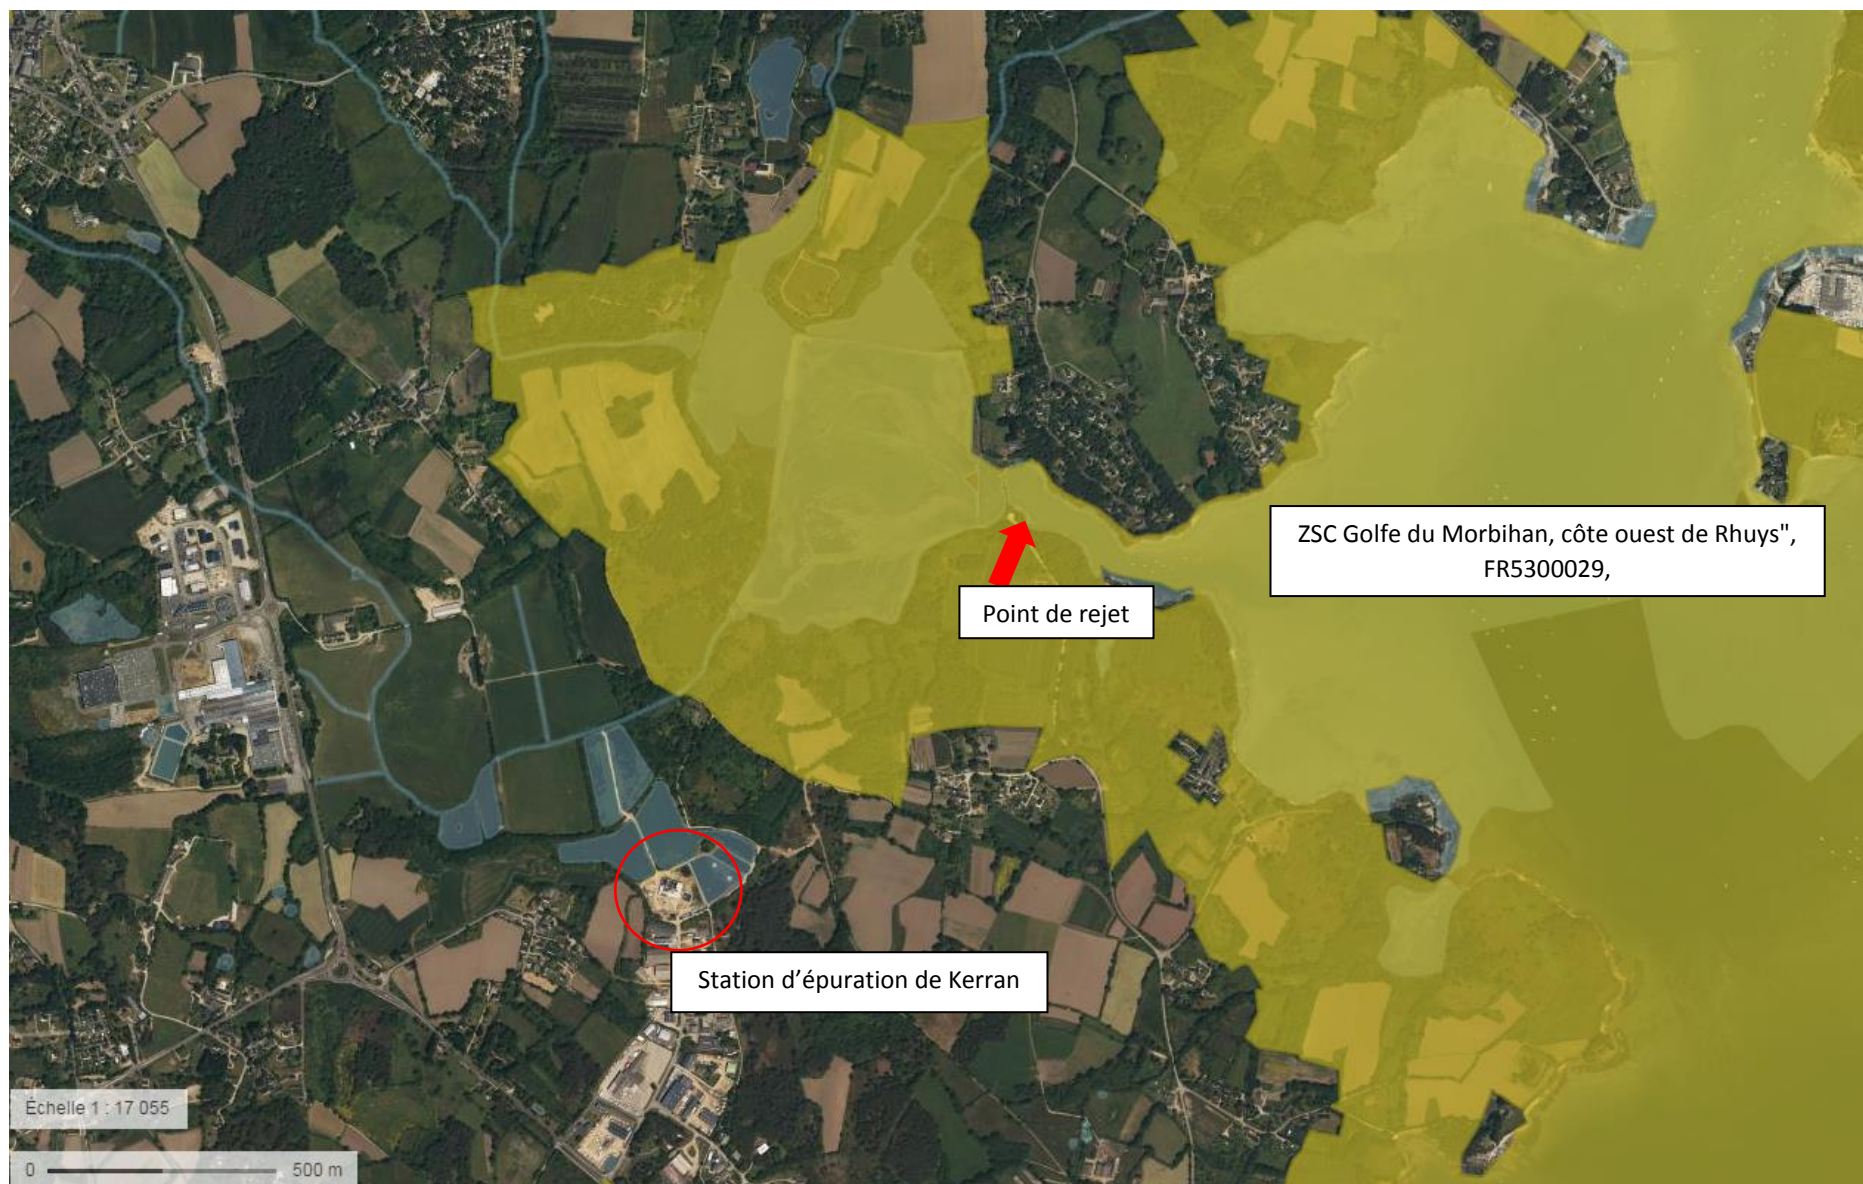 ZSC Golfe du Morbihan, côte ouest de Rhuys",
FR5300029,
Point de rejet
Station d’épuration de Kerran
Échelle 1 : 17 055
0 500 m